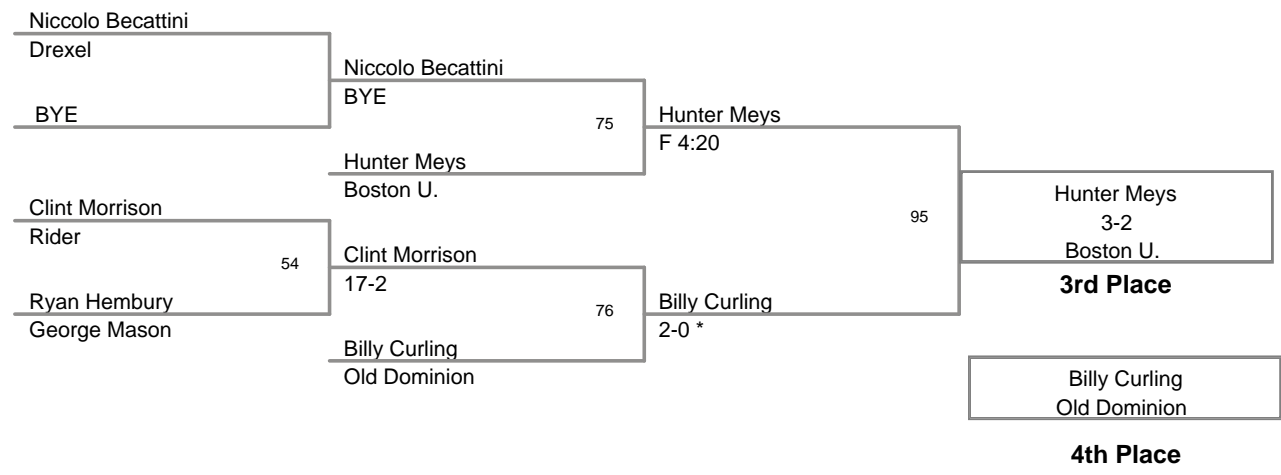 Niccolo Becattini
Drexel
BYE
Clint Morrison
Rider
54
Ryan Hembury
George Mason
Niccolo Becattini
BYE
75
Hunter Meys
Boston U.
Clint Morrison
17-2
76
Billy Curling
Old Dominion
Hunter Meys
F 4:20
95
Billy Curling
2-0 *
Hunter Meys
3-2
Boston U.
3rd Place
Billy Curling
Old Dominion
4th Place